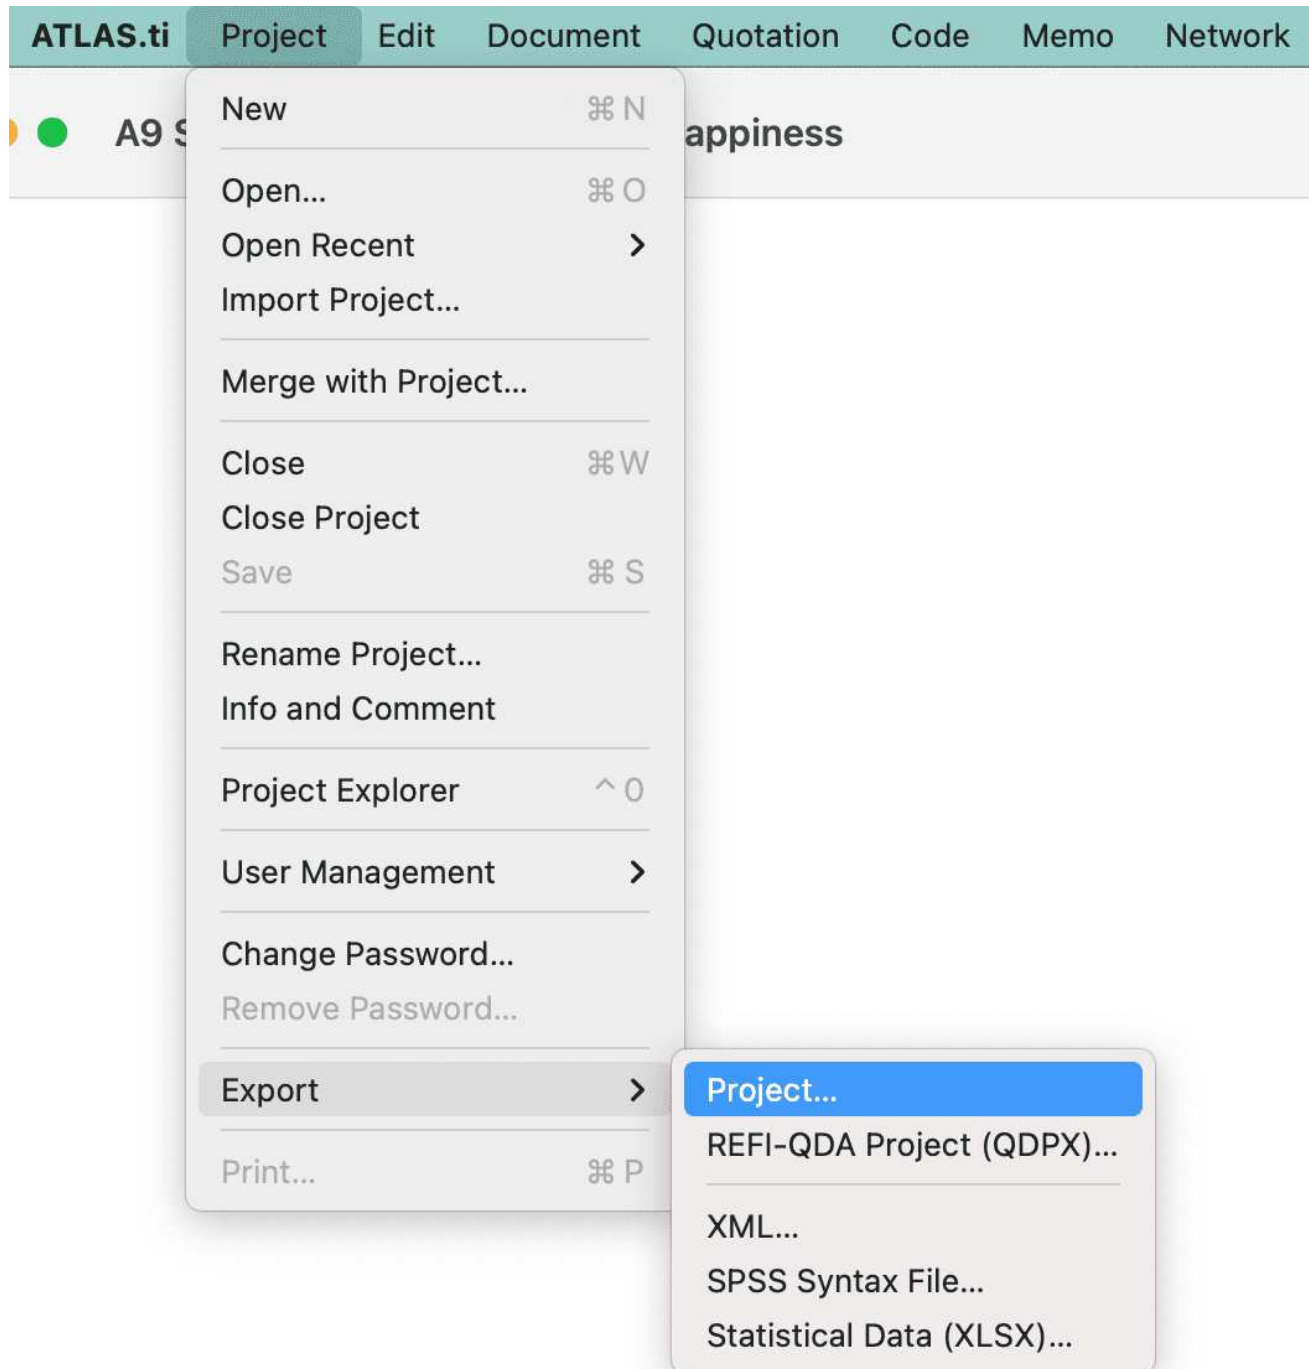 ATLAS.ti Project Edit Document Quotation Code Memo Network
A9 S appiness
New ⌘ N
Open... ⌘ O
Open Recent >
Import Project...
Merge with Project...
Close ⌘ W
Close Project
Save ⌘ S
Rename Project...
Info and Comment
Project Explorer ^ 0
User Management >
Change Password...
Remove Password...
Export >
Print... ⌘ P
Project...
REFI-QDA Project (QDPX)...
XML...
SPSS Syntax File...
Statistical Data (XLSX)...